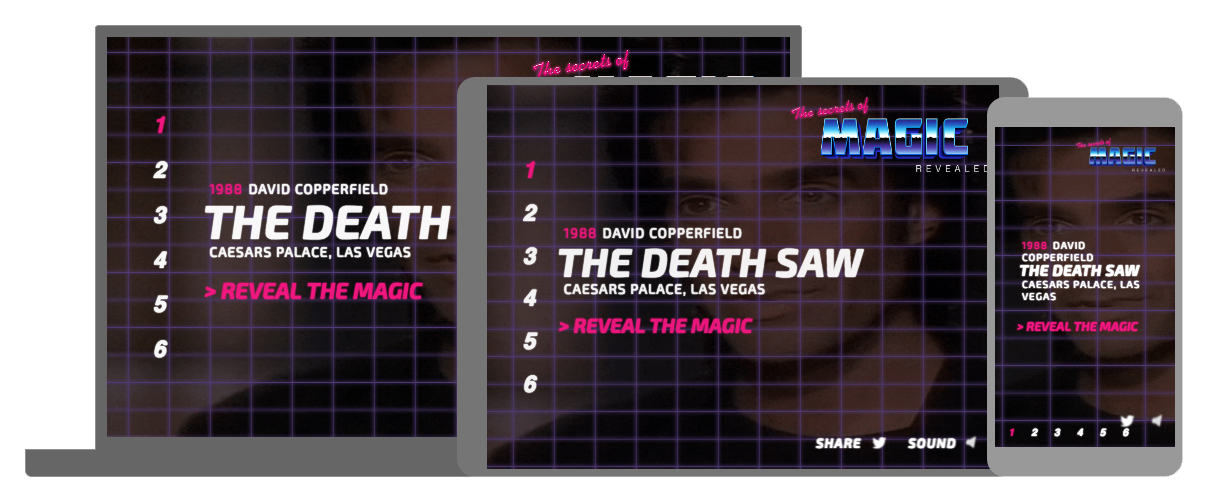 The secrets of
1
2
3
4
5
6
1988 DAVID COPPERFIELD
THE DEATH
CAESARS PALACE, LAS VEGAS
> REVEAL THE MAGIC
The secrets of
MAGIC
REVEALED
1
2
3
4
5
6
1988 DAVID COPPERFIELD
THE DEATH SAW
CAESARS PALACE, LAS VEGAS
> REVEAL THE MAGIC
SHARE
SOUND
The secrets of
MAGIC
REVEALED
1988 DAVID
COPPERFIELD
THE DEATH SAW
CAESARS PALACE, LAS
VEGAS
> REVEAL THE MAGIC
1 2 3 4 5 6